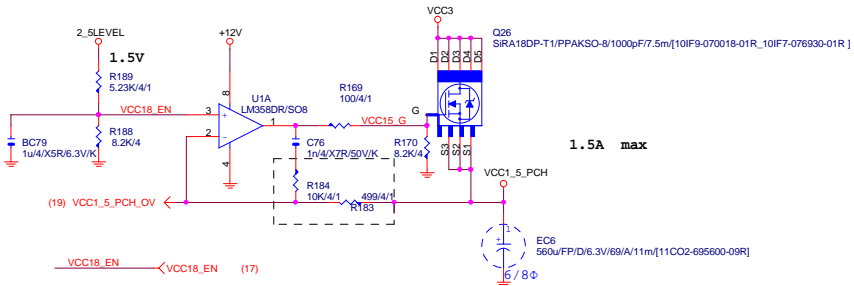 VCC3
2_5LEVEL
+12V
Q26
SiRA18DP-T1/PPAKSO-8/1000pF/7.5m/[10IF9-070018-01R_10IF7-076930-01R ]
1.5V
D1 D2 D3 D4 D5
R189
5.23K/4/1
R169
100/4/1
U1A
LM358DR/SO8
8
VCC18_EN
3
+
1
VCC15_G
G
2
−
4
BC79
1u/4/X5R/6.3V/K
R188
8.2K/4
C76
1n/4/X7R/50V/K
R170
8.2K/4
S3 S2 S1
1.5A max
VCC1_5_PCH
R184
10K/4/1
499/4/1
R183
(19) VCC1_5_PCH_OV
1
+
EC6
560u/FP/D/6.3V/69/A/11m/[11CO2-695600-09R]
6/8Φ
VCC18_EN
VCC18_EN (17)